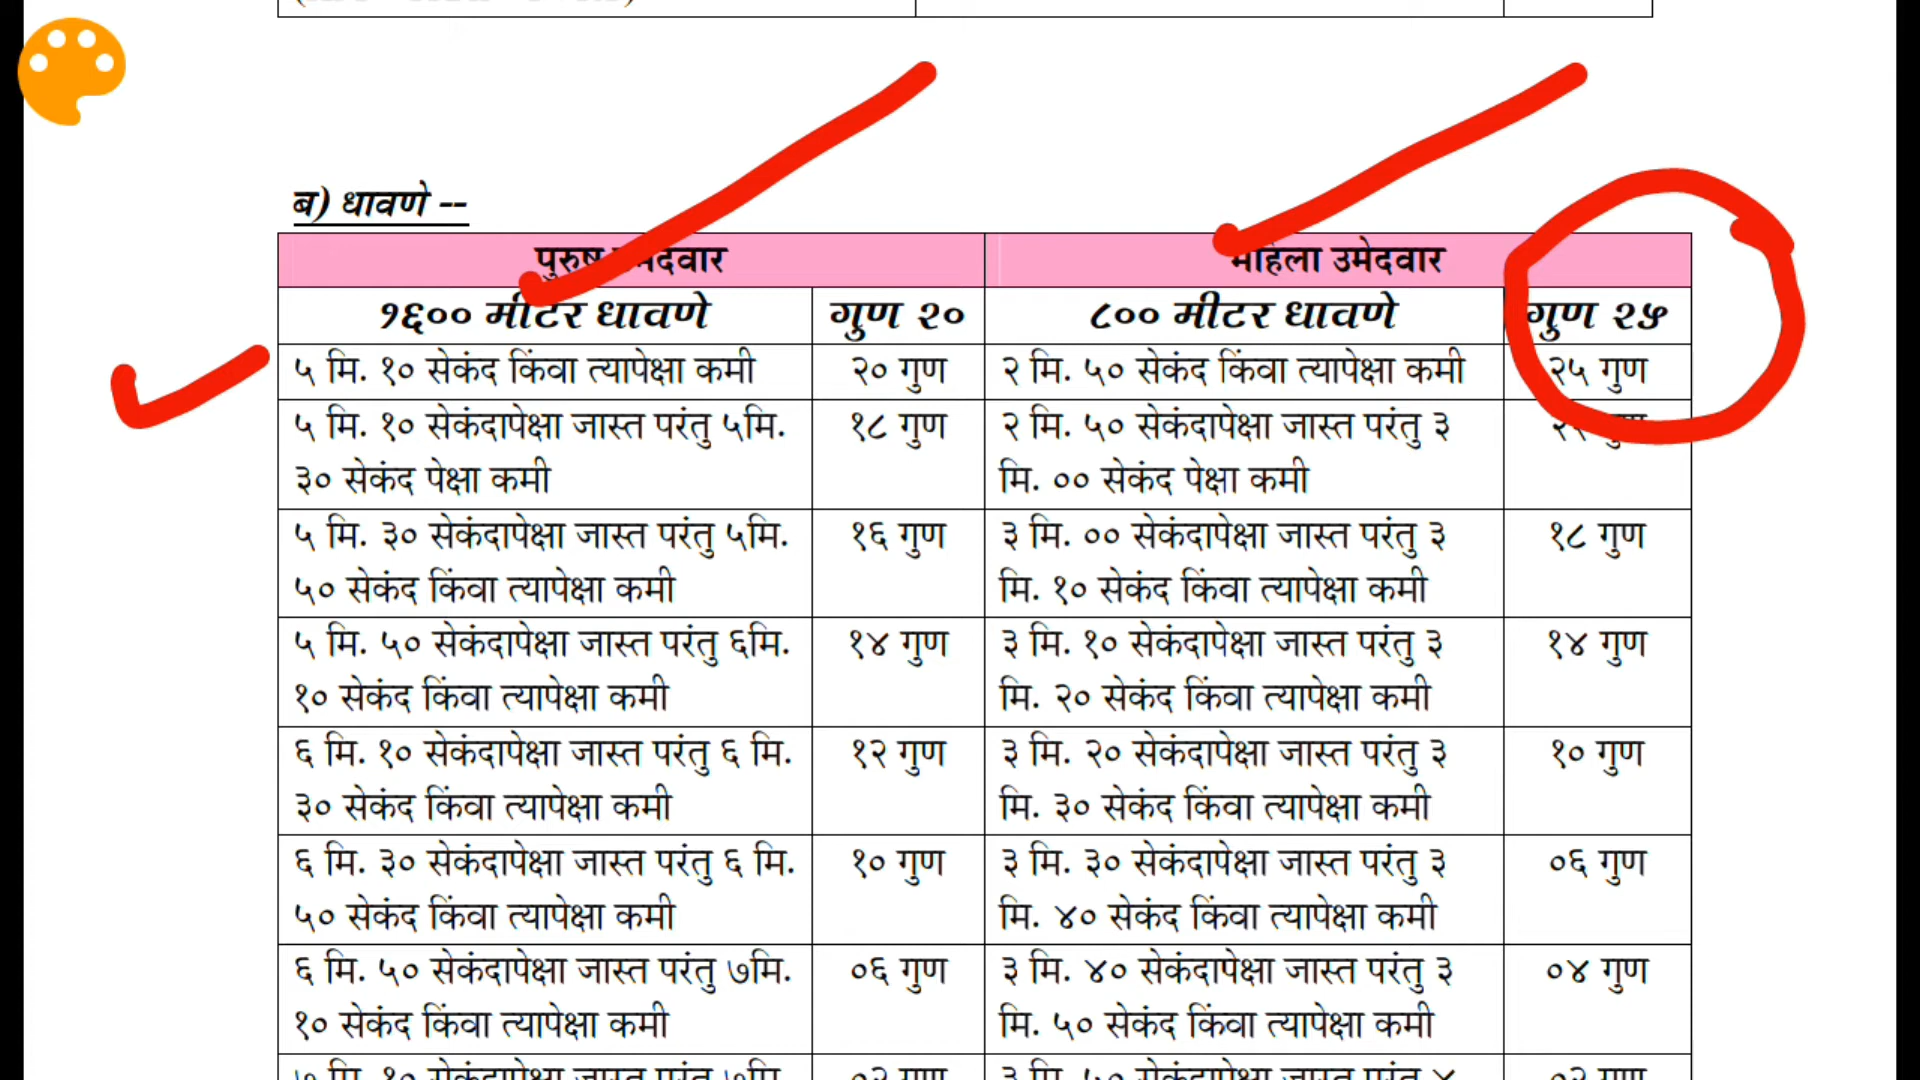 ब) धावणे --
उमेदवार महिला उमेदवार
१६०० मीटर धावणे गुण २० ८०० मीटर धावणे गुण २५
५ मि. १० सेकंद किंवा त्यापेक्षा कमी २० गुण २ मि. ५० सेकंद किंवा त्यापेक्षा कमी २५ गुण
५ मि. १० सेकंदापेक्षा जास्त परंतु ५मि. १८ गुण २ मि. ५० सेकंदापेक्षा जास्त परंतु ३ गुण
३० सेकंद पेक्षा कमी मि. ०० सेकंद पेक्षा कमी
५ मि. ३० सेकंदापेक्षा जास्त परंतु ५मि. १६ गुण ३ मि. ०० सेकंदापेक्षा जास्त परंतु ३ १८ गुण
५० सेकंद किंवा त्यापेक्षा कमी मि. १० सेकंद किंवा त्यापेक्षा कमी
५ मि. ५० सेकंदापेक्षा जास्त परंतु ६मि. १४ गुण ३ मि. १० सेकंदापेक्षा जास्त परंतु ३ १४ गुण
१० सेकंद किंवा त्यापेक्षा कमी मि. २० सेकंद किंवा त्यापेक्षा कमी
६ मि. १० सेकंदापेक्षा जास्त परंतु ६ मि. १२ गुण ३ मि. २० सेकंदापेक्षा जास्त परंतु ३ १० गुण
३० सेकंद किंवा त्यापेक्षा कमी मि. ३० सेकंद किंवा त्यापेक्षा कमी
६ मि. ३० सेकंदापेक्षा जास्त परंतु ६ मि. १० गुण ३ मि. ३० सेकंदापेक्षा जास्त परंतु ३ ०६ गुण
५० सेकंद किंवा त्यापेक्षा कमी मि. ४० सेकंद किंवा त्यापेक्षा कमी
६ मि. ५० सेकंदापेक्षा जास्त परंतु ७मि. ०६ गुण ३ मि. ४० सेकंदापेक्षा जास्त परंतु ३ ०४ गुण
१० सेकंद किंवा त्यापेक्षा कमी मि. ५० सेकंद किंवा त्यापेक्षा कमी